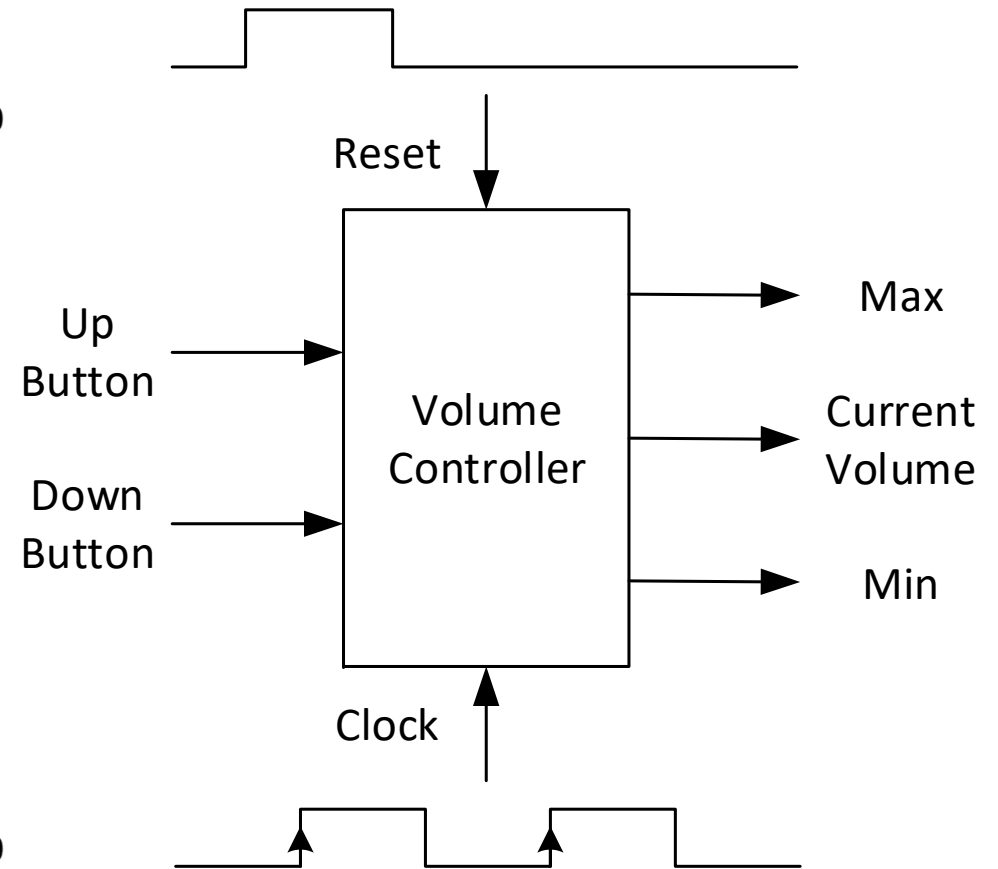 Reset
Up
Button
Down
Button
Volume
Controller
Max
Current
Volume
Min
Clock